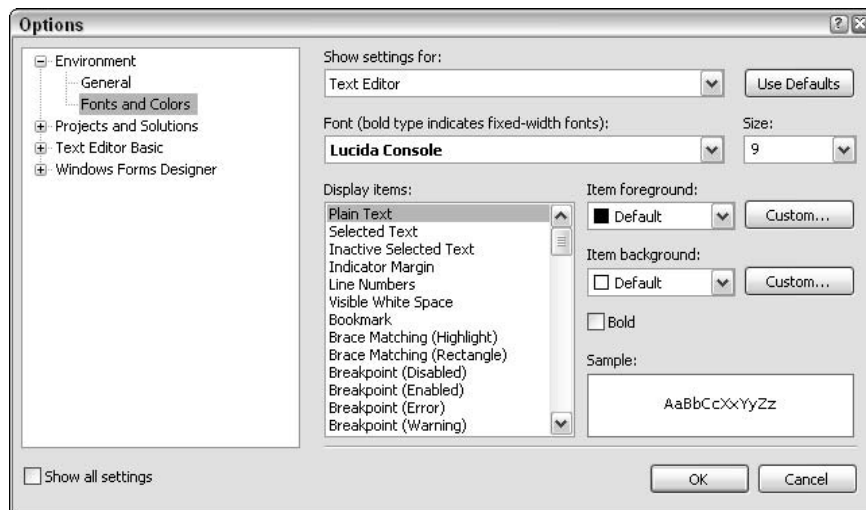 Options
Environment
General
Fonts and Colors
Projects and Solutions
Text Editor Basic
Windows Forms Designer
Show settings for:
Text Editor
Use Defaults
Font (bold type indicates fixed-width fonts):
Size:
Lucida Console
9
Display items:
Plain Text
Selected Text
Inactive Selected Text
Indicator Margin
Line Numbers
Visible White Space
Bookmark
Brace Matching (Highlight)
Brace Matching (Rectangle)
Breakpoint (Disabled)
Breakpoint (Enabled)
Breakpoint (Error)
Breakpoint (Warning)
Item foreground:
Default
Custom...
Item background:
Default
Custom...
Bold
Sample:
AaBbCcXxYyZz
Show all settings
OK
Cancel